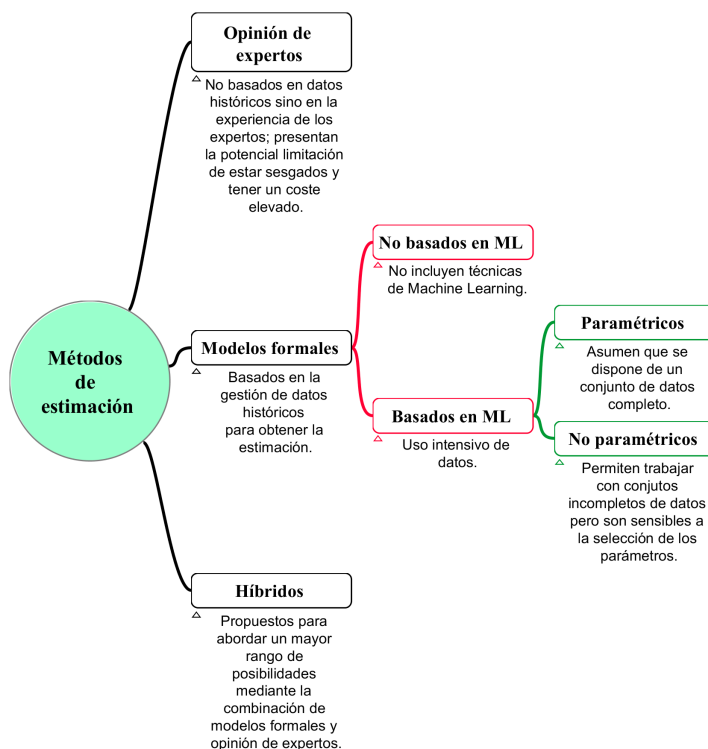 Opinión de
expertos
No basados en datos
históricos sino en la
experiencia de los
expertos; presentan
la potencial limitación
de estar sesgados y
tener un coste
elevado.
Métodos
de
estimación
Modelos formales
Basados en la
gestión de datos
históricos
para obtener la
estimación.
No basados en ML
No incluyen técnicas
de Machine Learning.
Basados en ML
Uso intensivo de
datos.
Paramétricos
Asumen que se
dispone de un
conjunto de datos
completo.
No paramétricos
Permiten trabajar
con conjutos
incompletos de datos
pero son sensibles a
la selección de los
parámetros.
Híbridos
Propuestos para
abordar un mayor
rango de
posibilidades
mediante la
combinación de
modelos formales y
opinión de expertos.